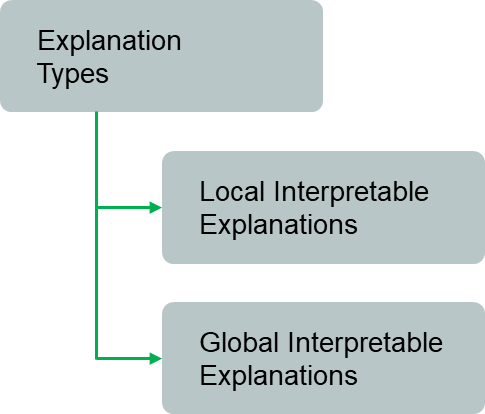 Explanation
Types
Local Interpretable
Explanations
Global Interpretable
Explanations